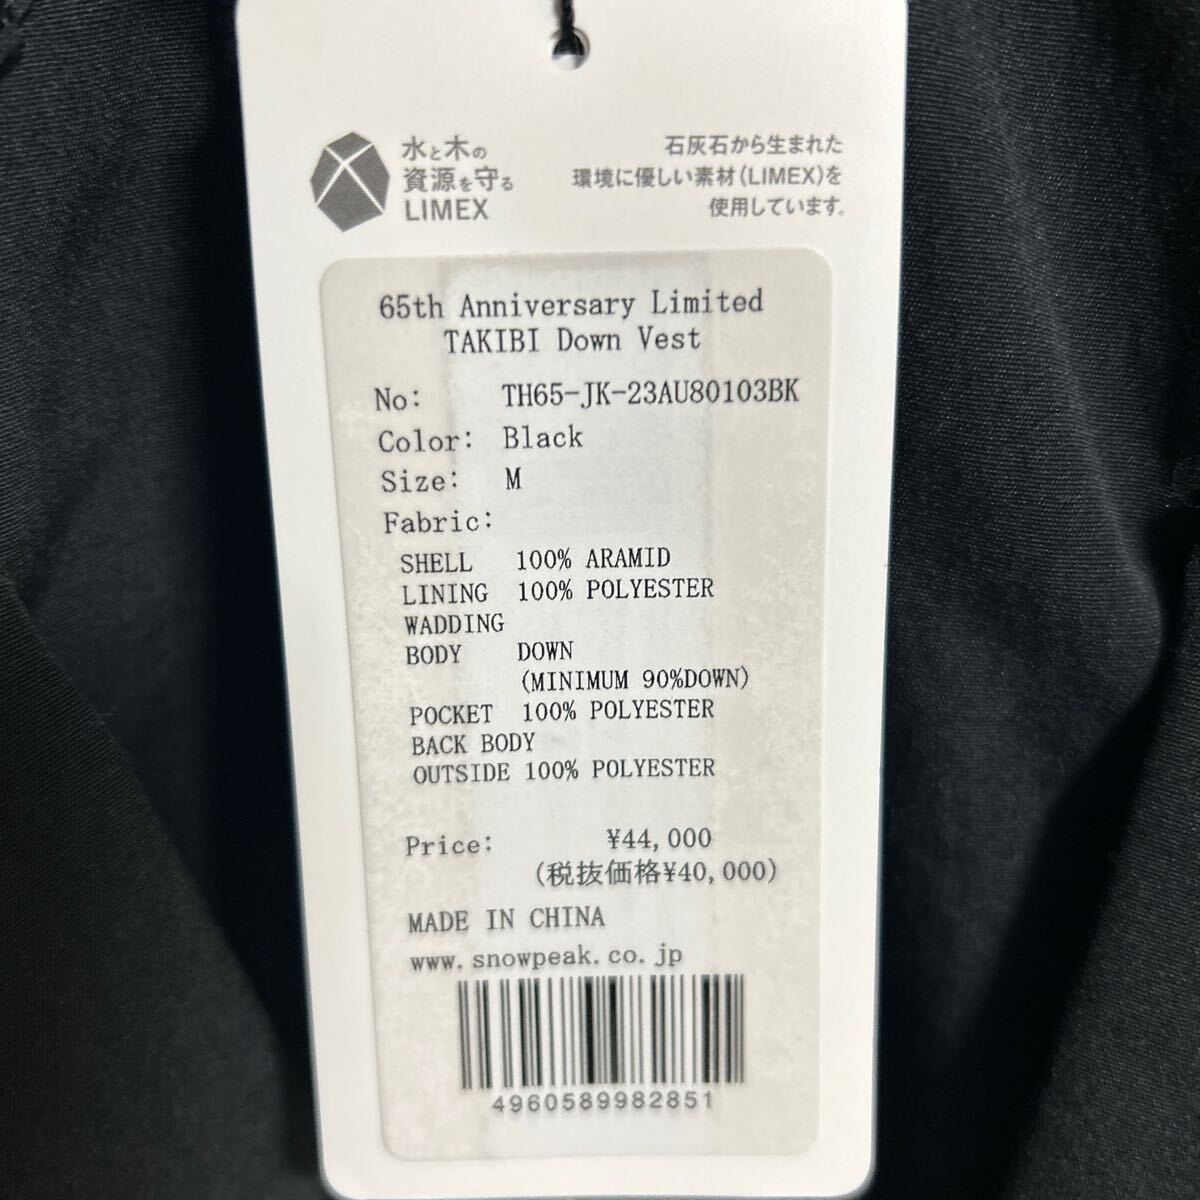 水と木の
資源を守る
LIMEX
石灰石から生まれた
環境に優しい素材(LIMEX)を
使用しています。
65th Anniversary Limited
TAKIBI Down Vest
No: TH65-JK-23AU80103BK
Color: Black
Size: M
Fabric:
SHELL 100% ARAMID
LINING 100% POLYESTER
WADDING
BODY DOWN
(MINIMUM 90%DOWN)
POCKET 100% POLYESTER
BACK BODY
OUTSIDE 100% POLYESTER
Price: ¥44,000
(税抜価格¥40,000)
MADE IN CHINA
www.snowpeak.co.jp
4960589982851